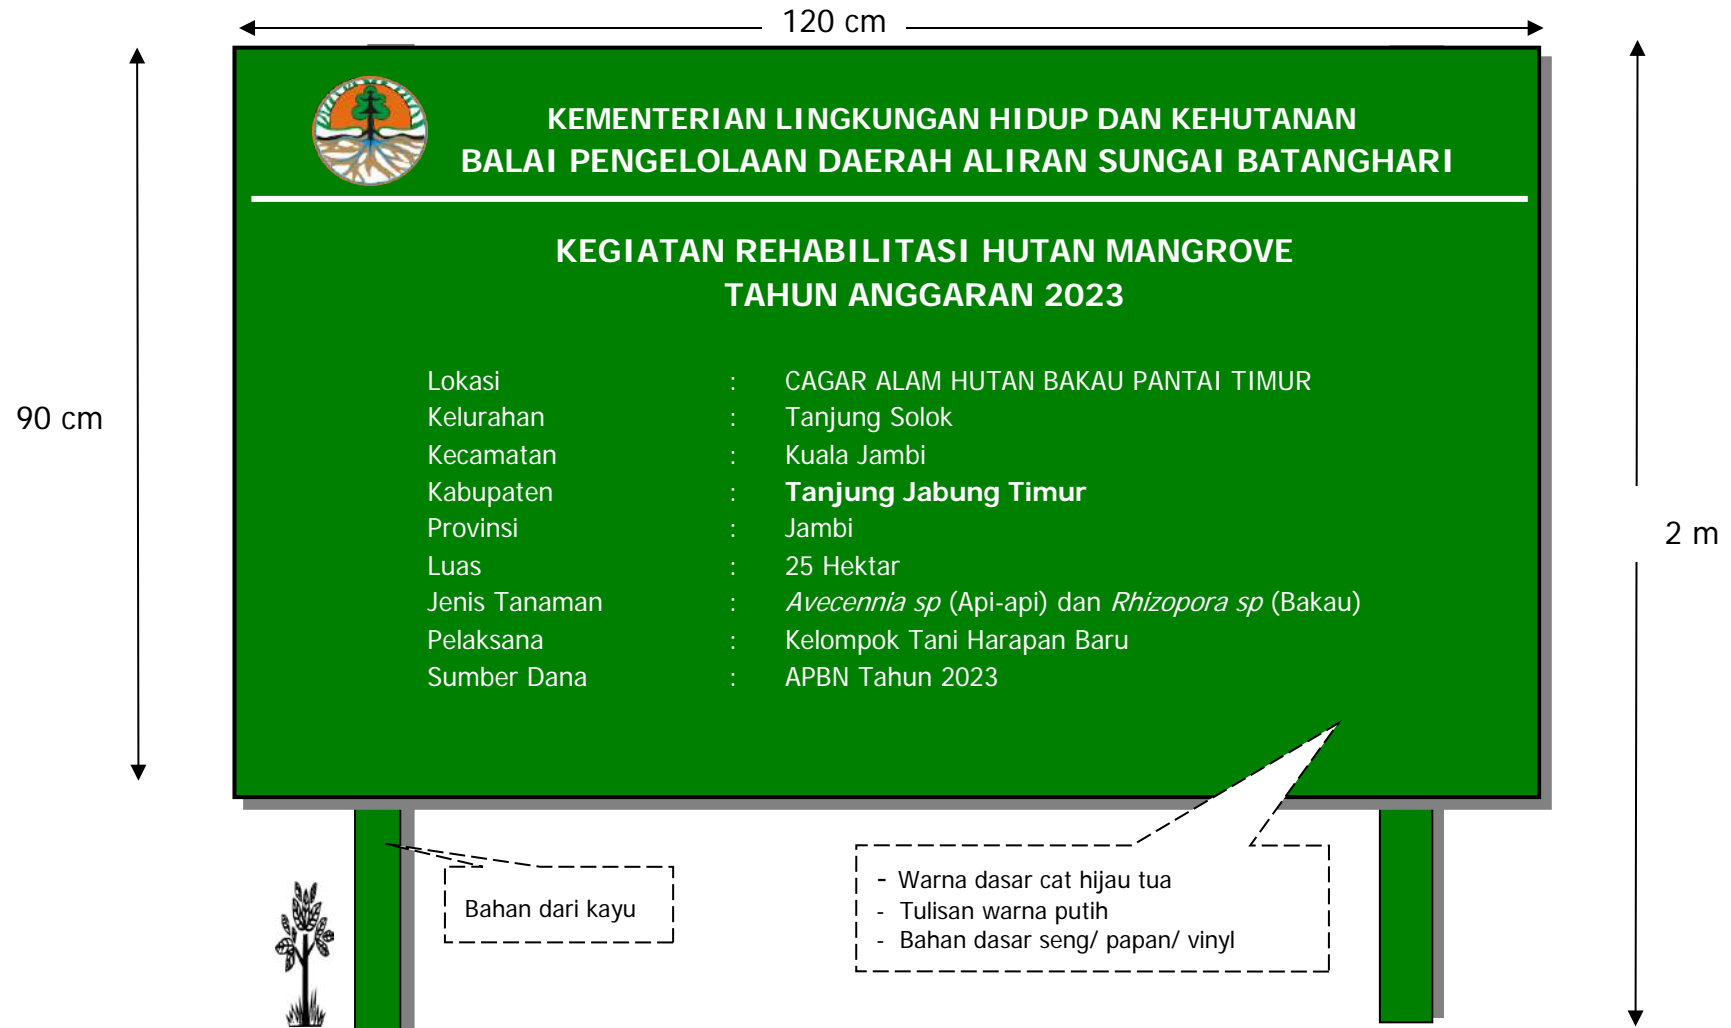 120 cm
KEMENTERIAN LINGKUNGAN HIDUP DAN KEHUTANAN
BALAI PENGELOLAAN DAERAH ALIRAN SUNGAI BATANGHARI
KEGIATAN REHABILITASI HUTAN MANGROVE
TAHUN ANGGARAN 2023
Lokasi : CAGAR ALAM HUTAN BAKAU PANTAI TIMUR
90 cm
Kelurahan : Tanjung Solok
Kecamatan : Kuala Jambi
Kabupaten : Tanjung Jabung Timur
Provinsi : Jambi
2 m
Luas : 25 Hektar
Jenis Tanaman : Avecennia sp (Api-api) dan Rhizopora sp (Bakau)
Pelaksana : Kelompok Tani Harapan Baru
Sumber Dana : APBN Tahun 2023
Bahan dari kayu
- Warna dasar cat hijau tua
- Tulisan warna putih
- Bahan dasar seng/ papan/ vinyl